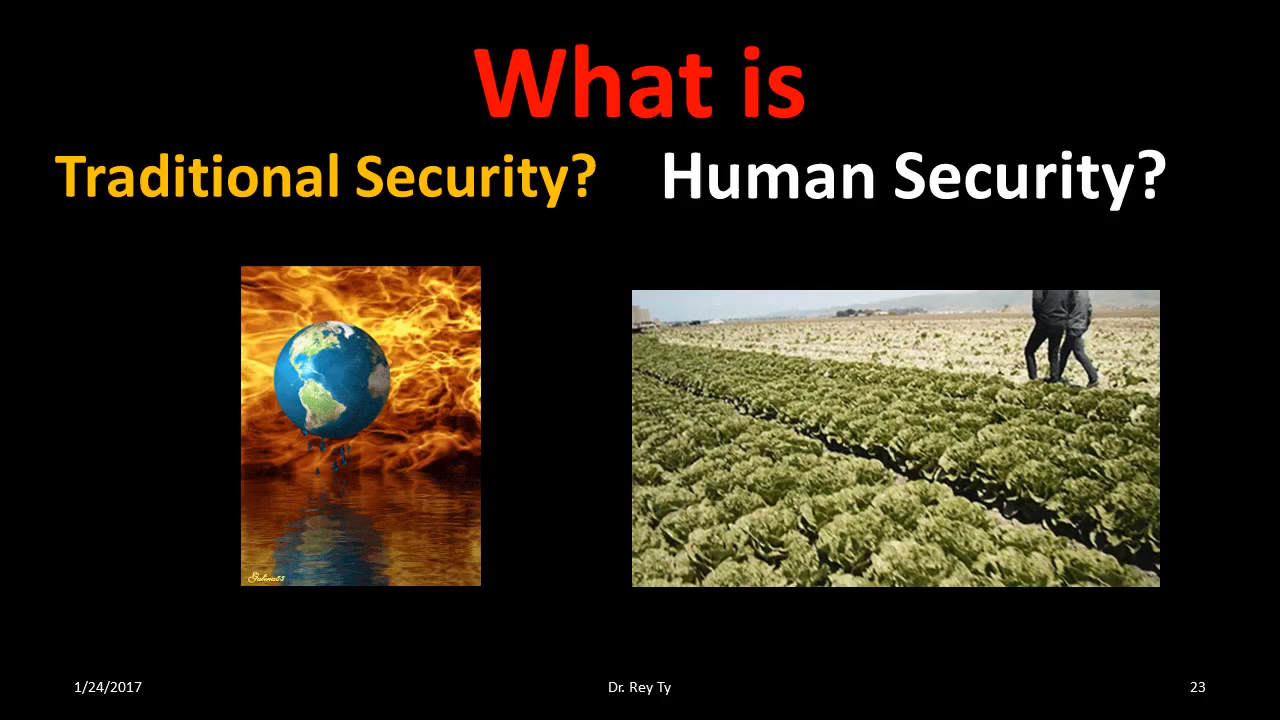 What is
Traditional Security?
Human Security?
1/24/2017
Dr. Rey Ty
23